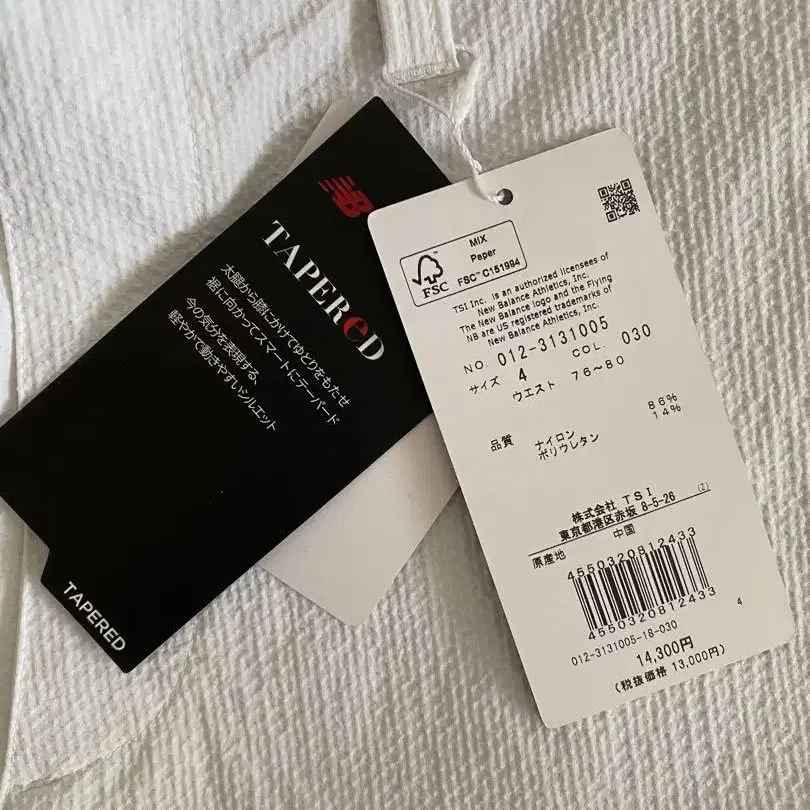 NB
TAPEReD
太腿から膝にかけてゆとりをもたせ
裾に向かってスマートにテーパード
今の気分を表現する、
軽やかで動きやすいシルエット
TAPERED
FSC
MIX
Paper
FSC™ C151994
TSI Inc. is an authorized licensees of
New Balance Athletics, Inc.
The New Balance logo and the Flying
NB are US registered trademarks of
New Balance Athletics, Inc.
NO. 012-3131005
サイズ 4 COL. 030
ウエスト 76~80
品質 ナイロン 86%
ポリウレタン 14%
株式会社 TSI (Z)
東京都港区赤坂 8-5-26
原産地 中国
4550320812433
4550320812433
012-3131005-18-030 4
14,300円
(税抜価格 13,000円)